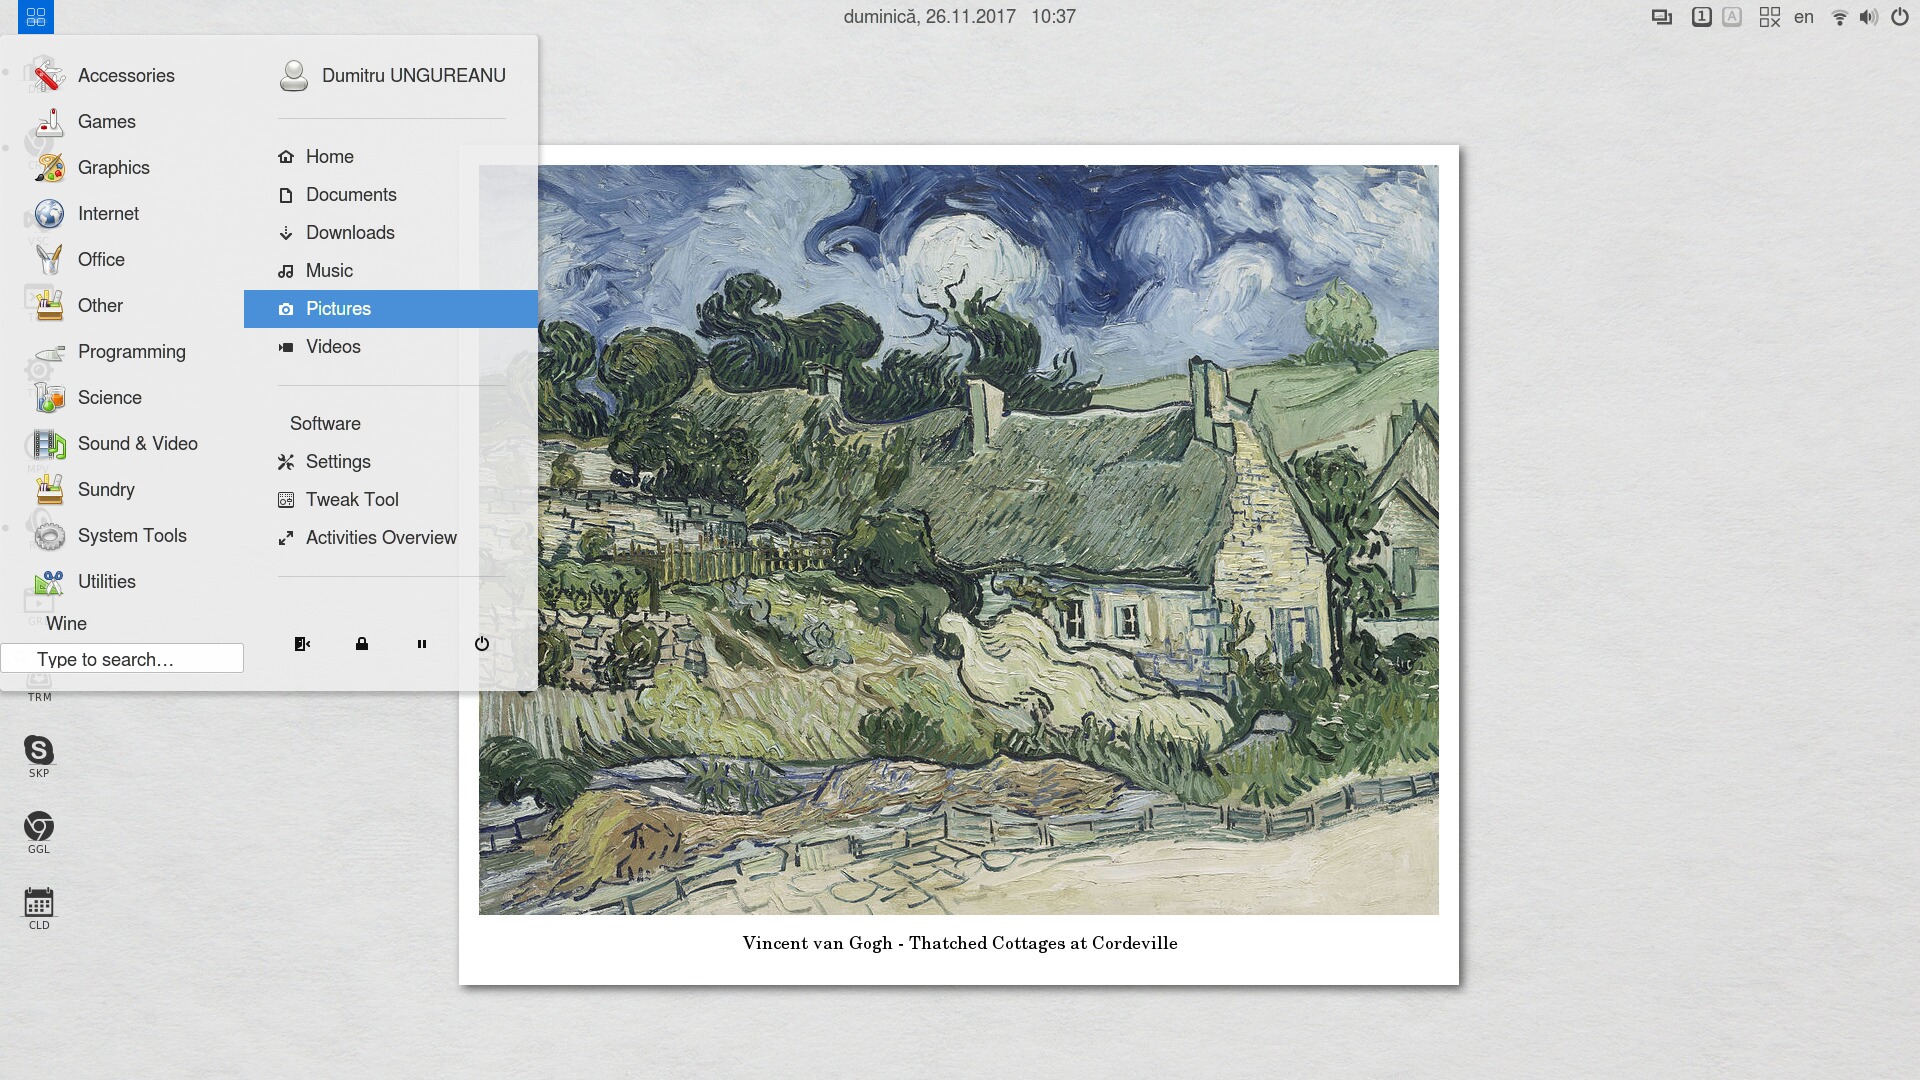 duminică, 26.11.2017 10:37
1
A
en
Accessories
Games
Graphics
Internet
Office
Other
Programming
Science
Sound & Video
Sundry
System Tools
Utilities
Wine
Type to search…
Dumitru UNGUREANU
Home
Documents
Downloads
Music
Pictures
Videos
Software
Settings
Tweak Tool
Activities Overview
MPV
TRM
SKP
GGL
CLD
Vincent van Gogh - Thatched Cottages at Cordeville